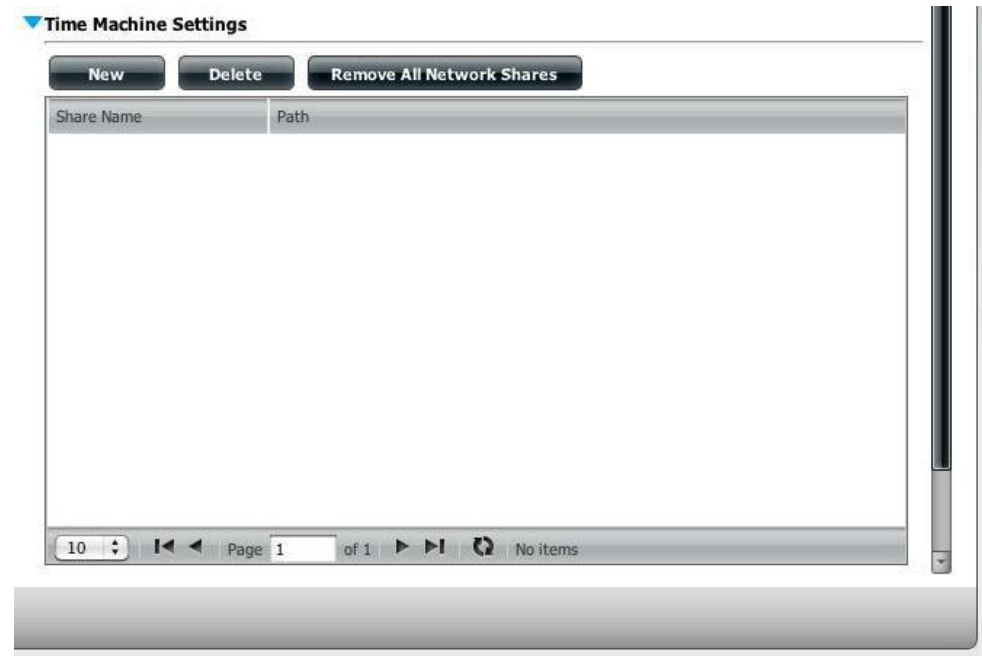 Time Machine Settings
New Delete Remove All Network Shares
Share Name Path
10 Page 1 of 1 No items